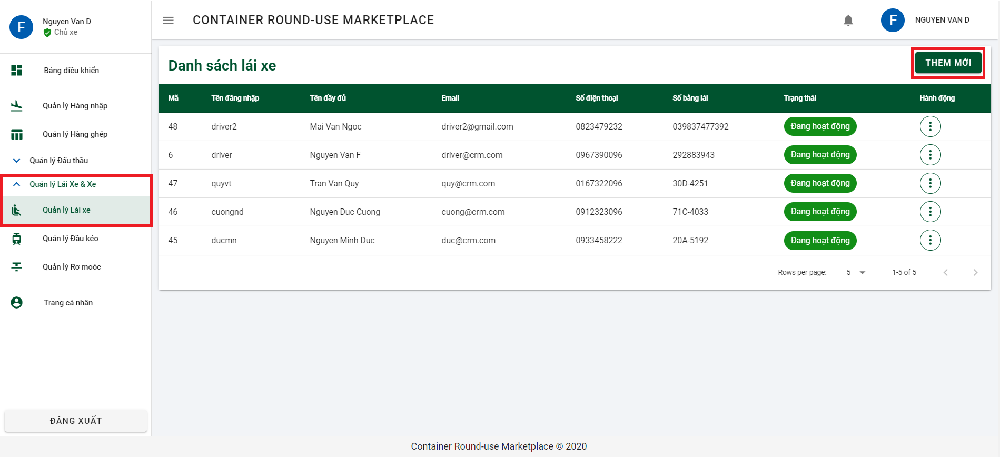 F
Nguyen Van D
Chủ xe
CONTAINER ROUND-USE MARKETPLACE
F
NGUYEN VAN D
Bảng điều khiển
Quản lý Hàng nhập
Quản lý Hàng ghép
Quản lý Đấu thầu
Quản lý Lái Xe & Xe
Quản lý Lái xe
Quản lý Đầu kéo
Quản lý Rơ moóc
Trang cá nhân
ĐĂNG XUẤT
Danh sách lái xe
THÊM MỚI
Mã Tên đăng nhập Tên đầy đủ Email Số điện thoại Số bằng lái Trạng thái Hành động
48 driver2 Mai Van Ngoc driver2@gmail.com 0823479232 039837477392 Đang hoạt động
6 driver Nguyen Van F driver@crm.com 0967390096 292883943 Đang hoạt động
47 quyvt Tran Van Quy quy@crm.com 0167322096 30D-4251 Đang hoạt động
46 cuongnd Nguyen Duc Cuong cuong@crm.com 0912323096 71C-4033 Đang hoạt động
45 ducmn Nguyen Minh Duc duc@crm.com 0933458222 20A-5192 Đang hoạt động
Rows per page: 5 1-5 of 5
Container Round-use Marketplace © 2020